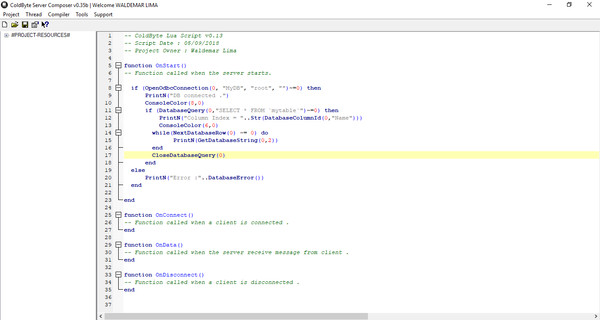 ColdByte Server Composer v0.35b | Welcome WALDEMAR LIMA
Project Thread Compiler Tools Support
#PROJECT-RESOURCES#
1 -- ColdByte Lua Script v0.13
2 -- Script Date : 08/09/2018
3 -- Project Owner : Waldemar Lima
4
5 function OnStart()
6 -- Function called when the server starts.
7
8 if (OpenOdbcConnection(0, "MyDB", "root", "")~=0) then
9 PrintN("DB connected .")
10 ConsoleColor(8,0)
11 if (DatabaseQuery(0,"SELECT * FROM `mytable`")~=0) then
12 PrintN("Column Index = "..Str(DatabaseColumnId(0,"Name")))
13 ConsoleColor(6,0)
14 while(NextDatabaseRow(0) ~= 0) do
15 PrintN(GetDatabaseString(0,2))
16 end
17 CloseDatabaseQuery(0)
18 end
19 else
20 PrintN("Error :"..DatabaseError())
21 end
22
23 end
24
25 function OnConnect()
26 -- Function called when a client is connected .
27 end
28
29 function OnData()
30 -- Function called when the server receive message from client .
31 end
32
33 function OnDisconnect()
34 -- Function called when a client is disconnected .
35 end
36
37